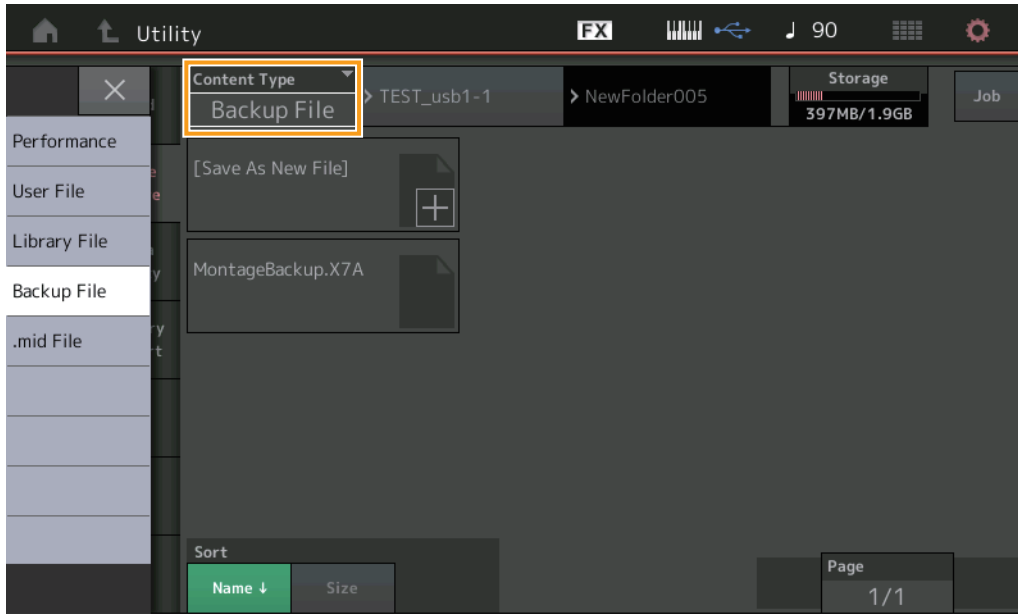 Utility
FX
90
Content Type
Backup File
TEST_usb1-1
NewFolder005
Storage
397MB/1.9GB
Job
Performance
User File
Library File
Backup File
.mid File
[Save As New File]
MontageBackup.X7A
Sort
Name ↓
Size
Page
1/1